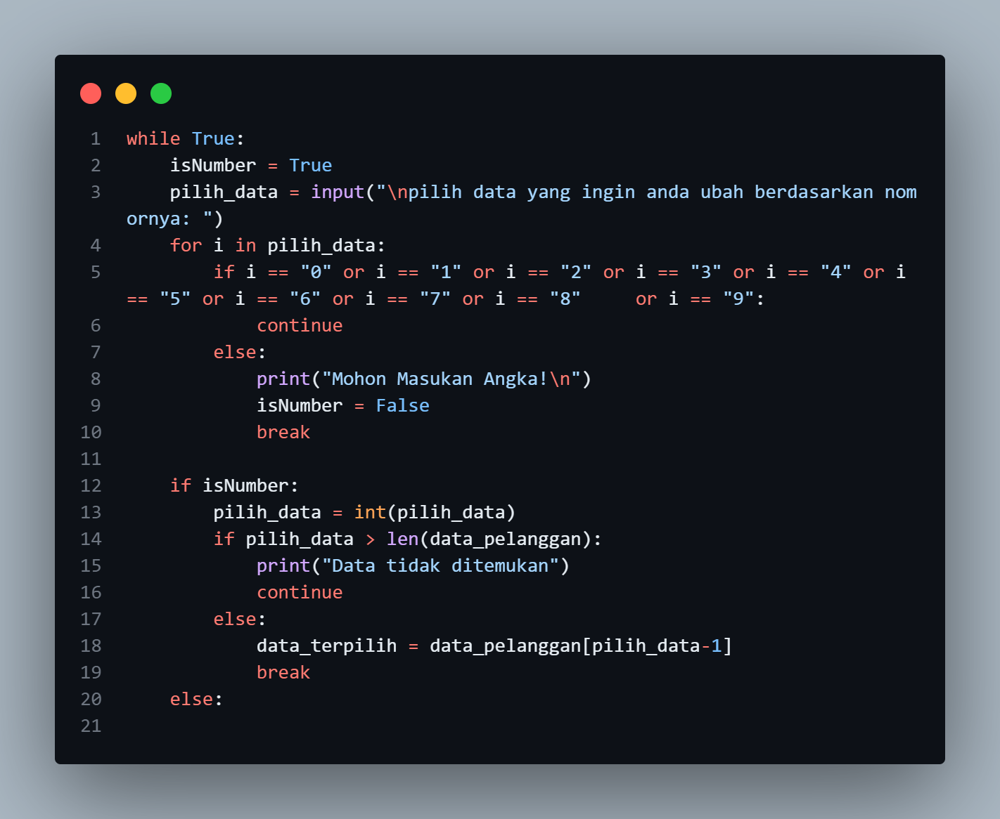 1 while True:
2     isNumber = True
3     pilih_data = input("\npilih data yang ingin anda ubah berdasarkan nom
ornya: ")
4     for i in pilih_data:
5         if i == "0" or i == "1" or i == "2" or i == "3" or i == "4" or i
== "5" or i == "6" or i == "7" or i == "8"     or i == "9":
6             continue
7         else:
8             print("Mohon Masukan Angka!\n")
9             isNumber = False
10             break
11
12     if isNumber:
13         pilih_data = int(pilih_data)
14         if pilih_data > len(data_pelanggan):
15             print("Data tidak ditemukan")
16             continue
17         else:
18             data_terpilih = data_pelanggan[pilih_data-1]
19             break
20     else:
21